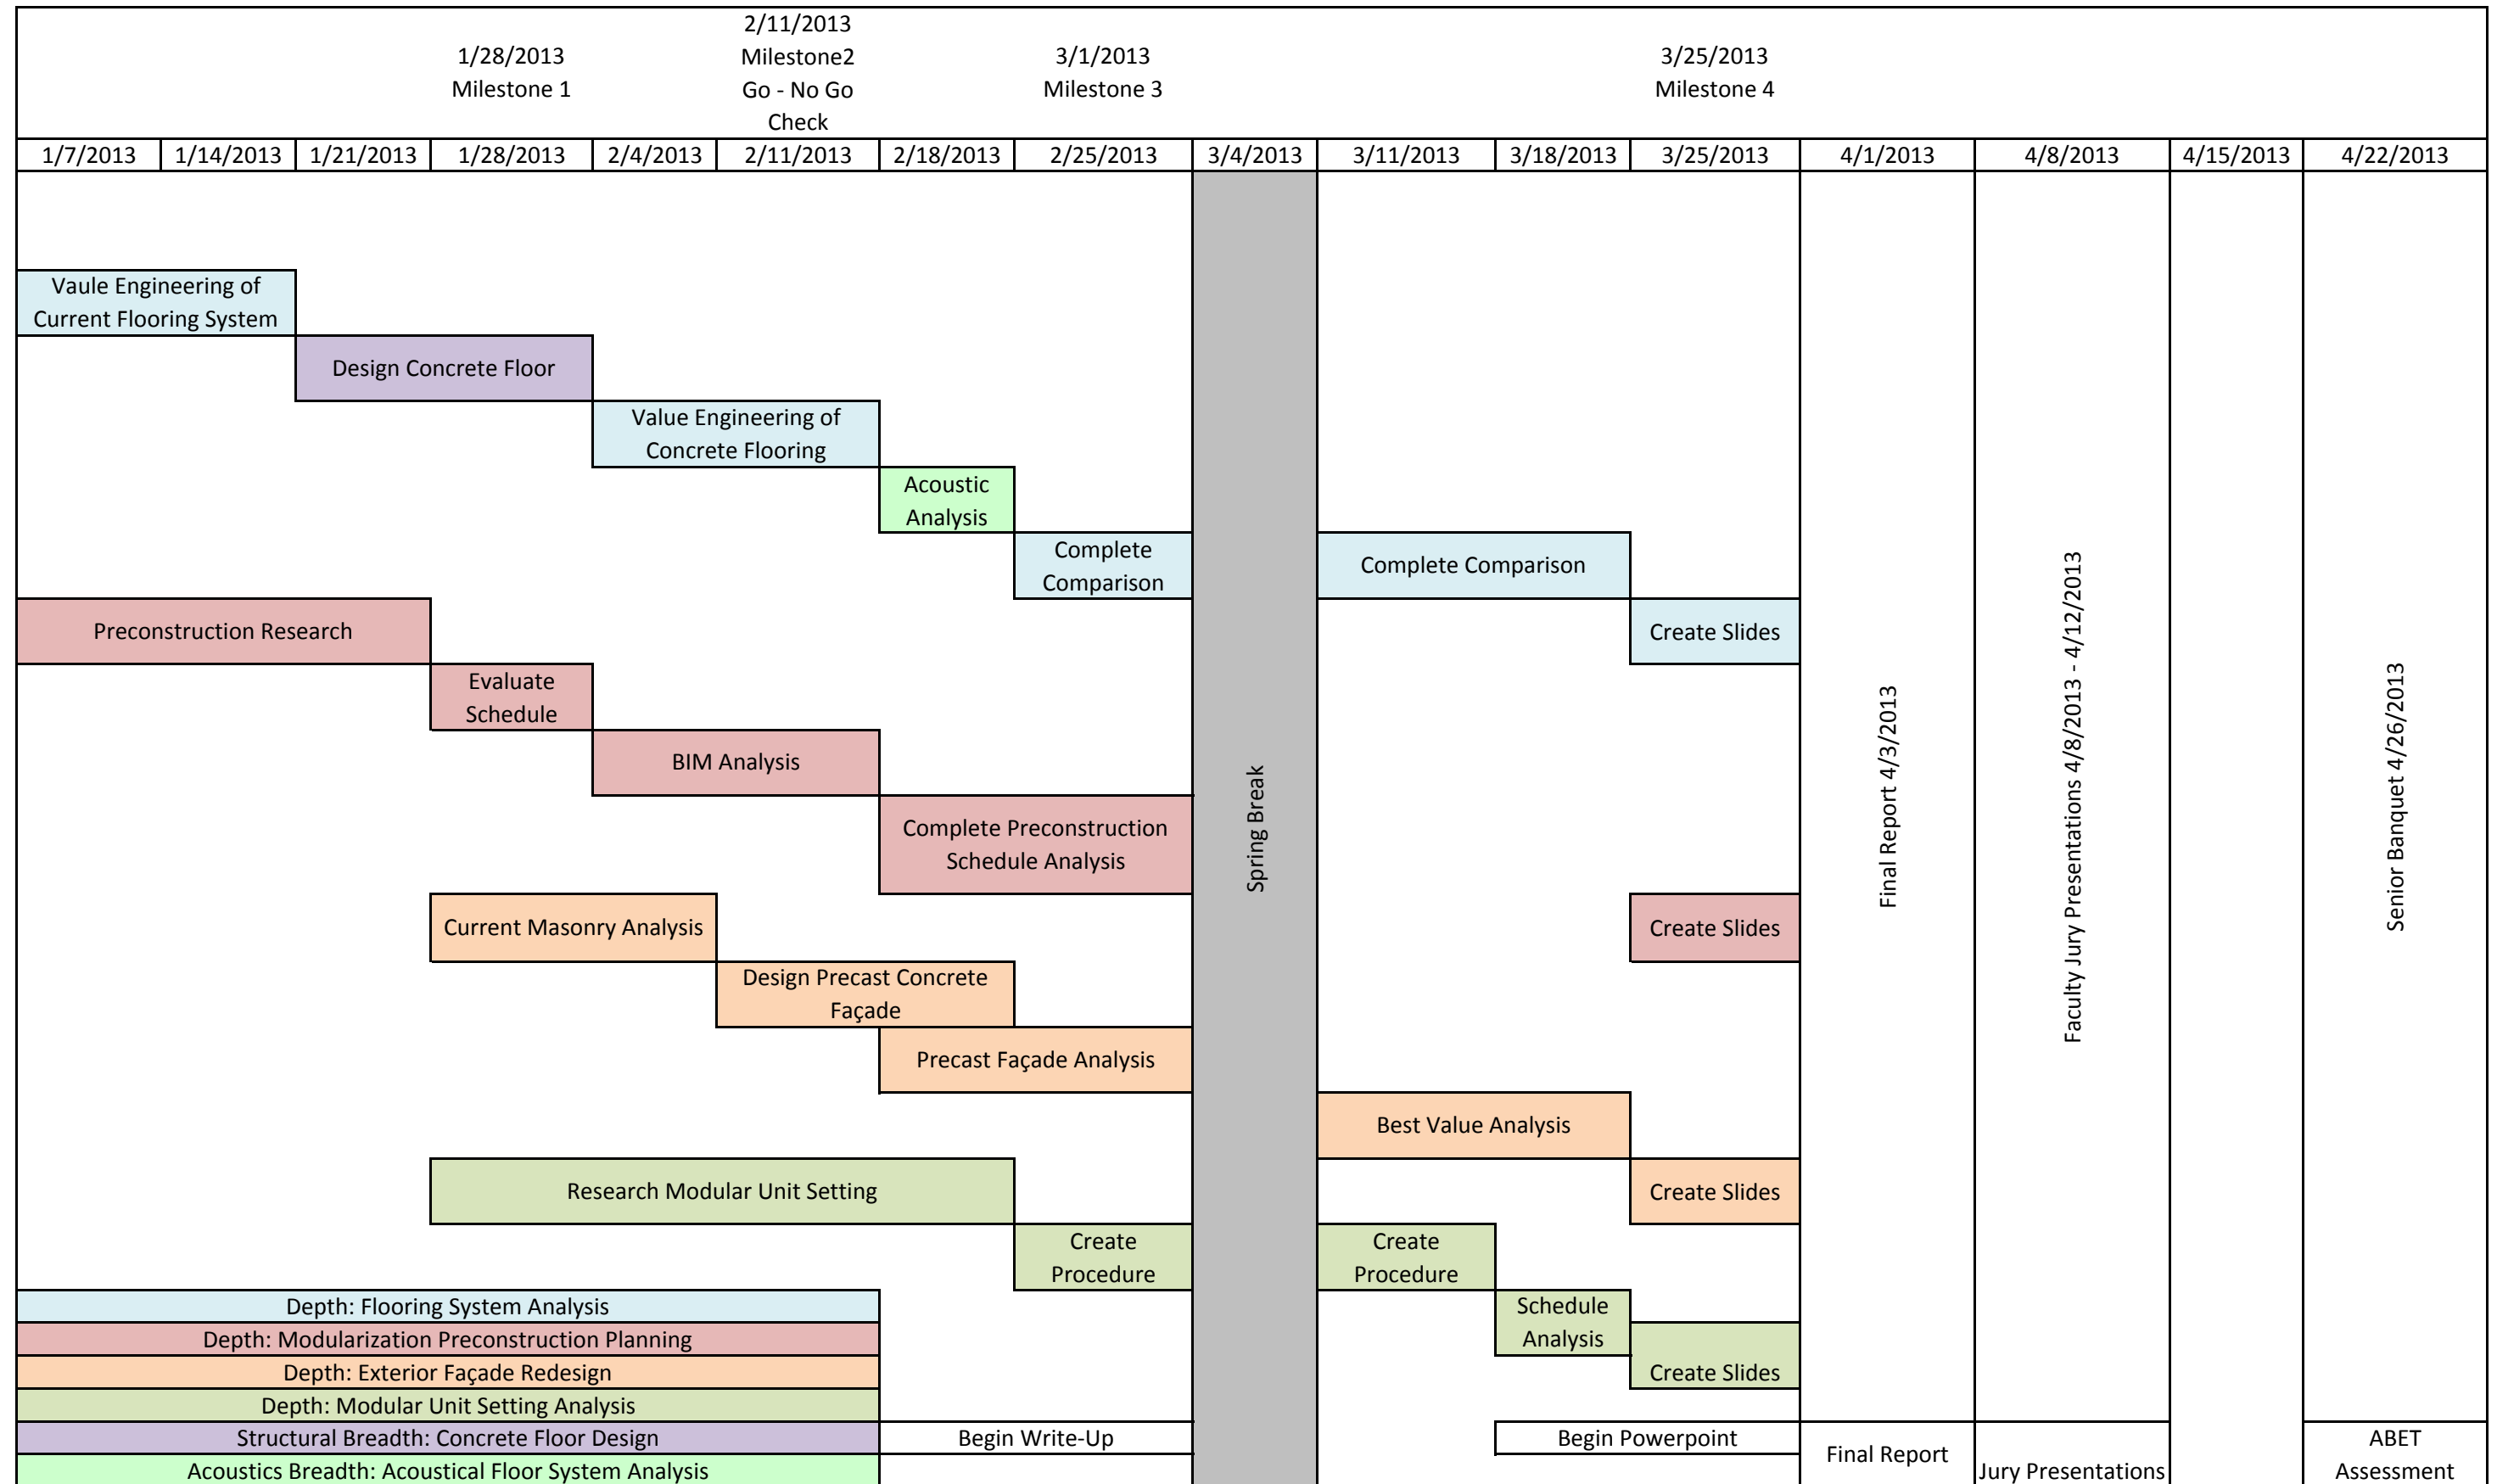 2/11/2013
1/28/2013
Milestone2
3/1/2013
3/25/2013
Milestone 1
Go - No Go
Milestone 3
Milestone 4
Check
1/7/2013 1/14/2013 1/21/2013 1/28/2013 2/4/2013 2/11/2013 2/18/2013 2/25/2013 3/4/2013 3/11/2013 3/18/2013 3/25/2013 4/1/2013 4/8/2013 4/15/2013 4/22/2013
Vaule Engineering of
Current Flooring System
Design Concrete Floor
Value Engineering of
Concrete Flooring
Acoustic
Analysis
Complete
Comparison
Complete Comparison
Preconstruction Research
Create Slides
Evaluate
Schedule
BIM Analysis
Complete Preconstruction
Schedule Analysis
Spring Break
Final Report 4/3/2013
Faculty Jury Presentations 4/8/2013 - 4/12/2013
Senior Banquet 4/26/2013
Current Masonry Analysis
Create Slides
Design Precast Concrete
Façade
Precast Façade Analysis
Best Value Analysis
Research Modular Unit Setting
Create Slides
Create
Procedure
Create
Procedure
Depth: Flooring System Analysis
Schedule
Analysis
Depth: Modularization Preconstruction Planning
Depth: Exterior Façade Redesign
Create Slides
Depth: Modular Unit Setting Analysis
Structural Breadth: Concrete Floor Design
Begin Write-Up
Begin Powerpoint
Final Report
ABET
Assessment
Acoustics Breadth: Acoustical Floor System Analysis
Jury Presentations